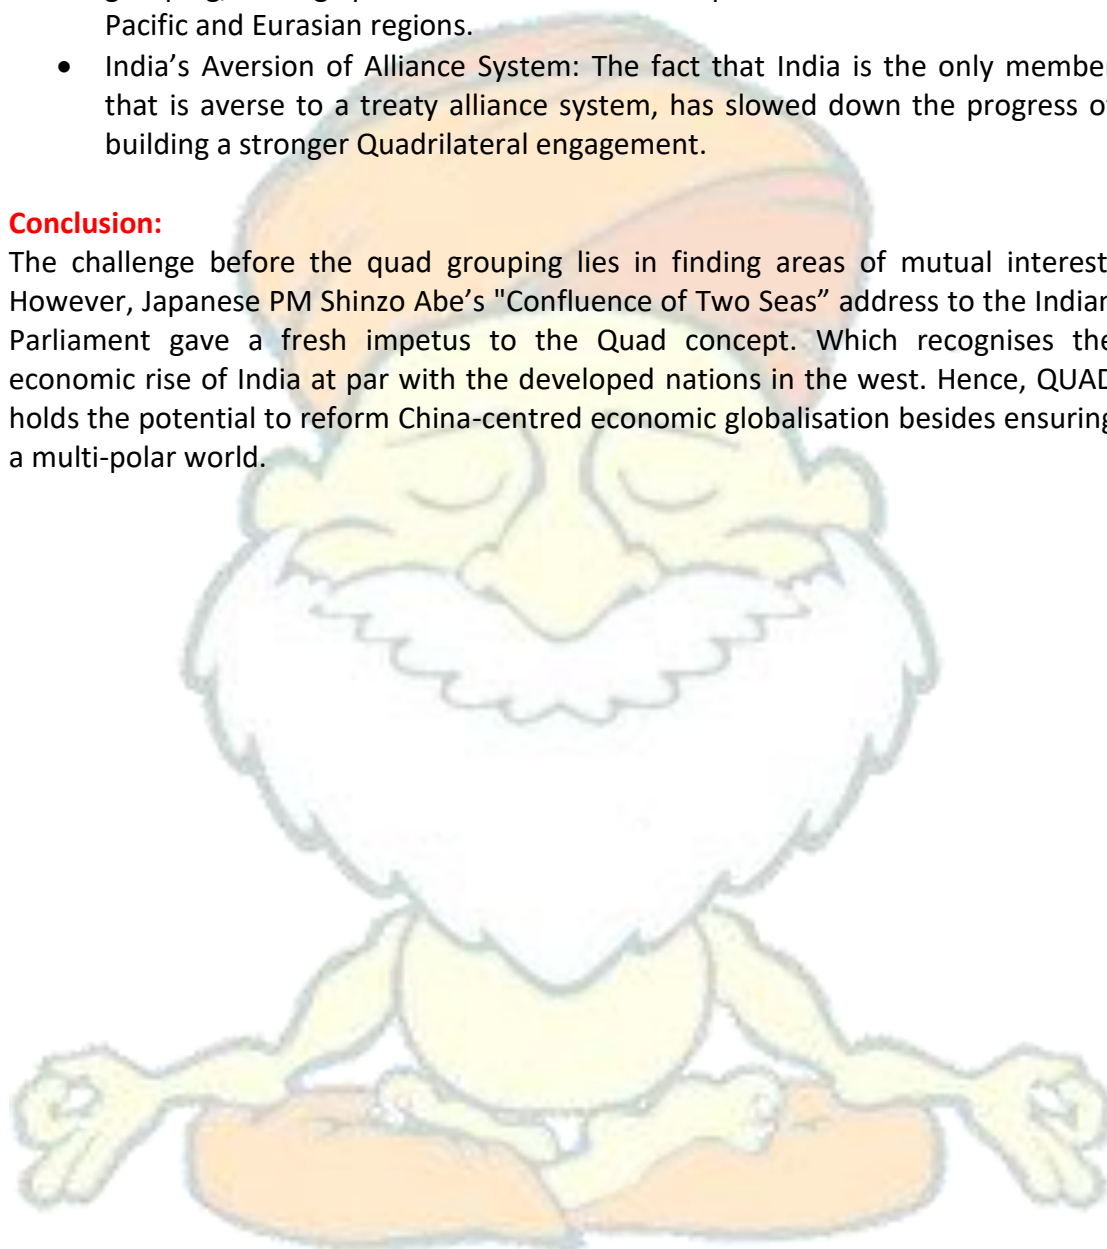 Pacific and Eurasian regions.
• India’s Aversion of Alliance System: The fact that India is the only member
that is averse to a treaty alliance system, has slowed down the progress of
building a stronger Quadrilateral engagement.
Conclusion:
The challenge before the quad grouping lies in finding areas of mutual interest.
However, Japanese PM Shinzo Abe’s "Confluence of Two Seas” address to the Indian
Parliament gave a fresh impetus to the Quad concept. Which recognises the
economic rise of India at par with the developed nations in the west. Hence, QUAD
holds the potential to reform China-centred economic globalisation besides ensuring
a multi-polar world.